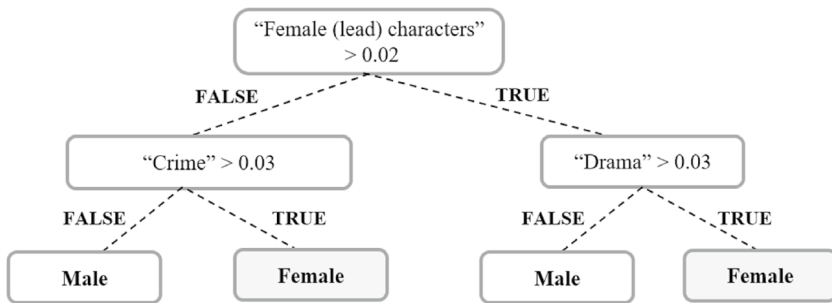 “Female (lead) characters”
> 0.02
FALSE
TRUE
“Crime” > 0.03
“Drama” > 0.03
FALSE
TRUE
FALSE
TRUE
Male
Female
Male
Female